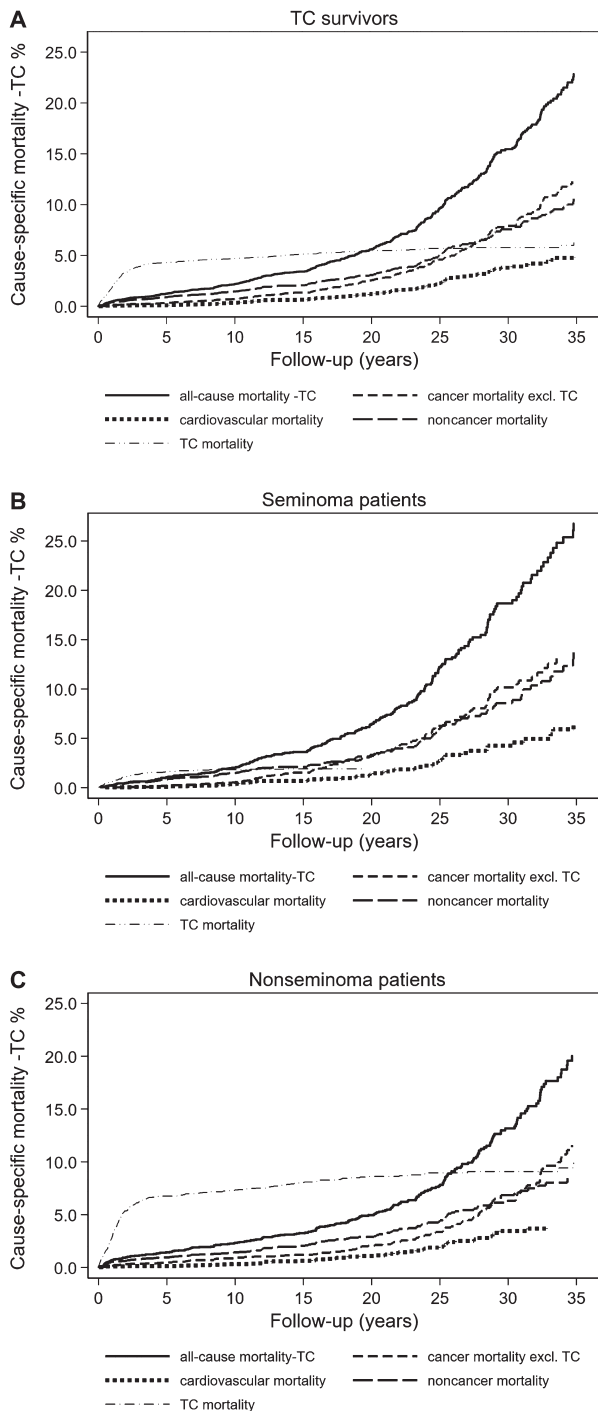 A
TC survivors
Cause-specific mortality -TC %
25.0
20.0
15.0
10.0
5.0
0.0
0 5 10 15 20 25 30 35
Follow-up (years)
all-cause mortality -TC cancer mortality excl. TC
cardiovascular mortality noncancer mortality
TC mortality
B
Seminoma patients
Cause-specific mortality -TC %
25.0
20.0
15.0
10.0
5.0
0.0
0 5 10 15 20 25 30 35
Follow-up (years)
all-cause mortality-TC cancer mortality excl. TC
cardiovascular mortality noncancer mortality
TC mortality
C
Nonseminoma patients
Cause-specific mortality -TC %
25.0
20.0
15.0
10.0
5.0
0.0
0 5 10 15 20 25 30 35
Follow-up (years)
all-cause mortality-TC cancer mortality excl. TC
cardiovascular mortality noncancer mortality
TC mortality